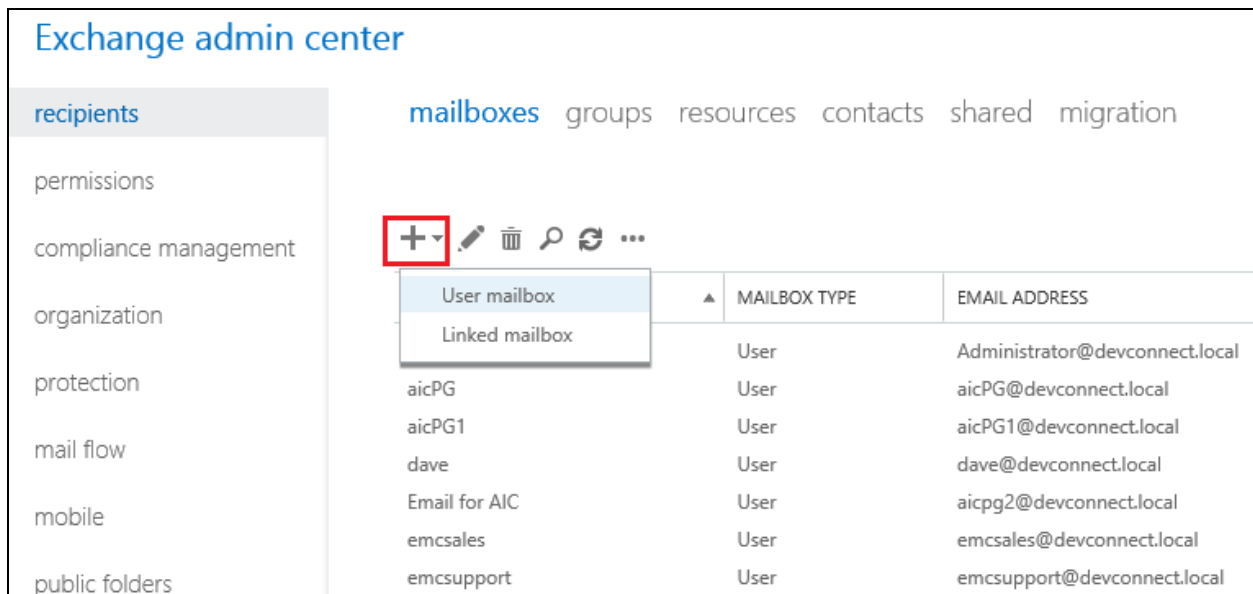 Exchange admin center
recipients
permissions
compliance management
organization
protection
mail flow
mobile
public folders
mailboxes groups resources contacts shared migration
User mailbox
Linked mailbox
MAILBOX TYPE EMAIL ADDRESS
User Administrator@devconnect.local
aicPG User aicPG@devconnect.local
aicPG1 User aicPG1@devconnect.local
dave User dave@devconnect.local
Email for AIC User aicpg2@devconnect.local
emcsales User emcsales@devconnect.local
emcsupport User emcsupport@devconnect.local